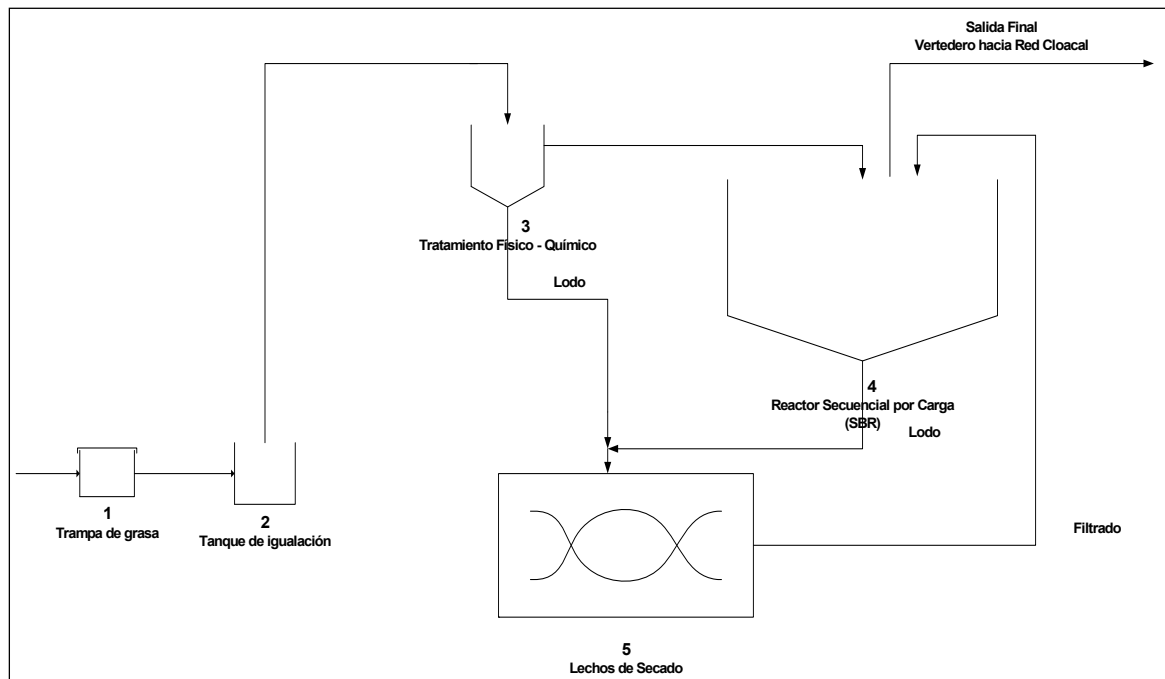 Salida Final
Vertedero hacia Red Cloacal
3
Tratamiento Físico - Químico
Lodo
4
Reactor Secuencial por Carga
(SBR)
Lodo
1
Trampa de grasa
2
Tanque de igualación
Filtrado
5
Lechos de Secado